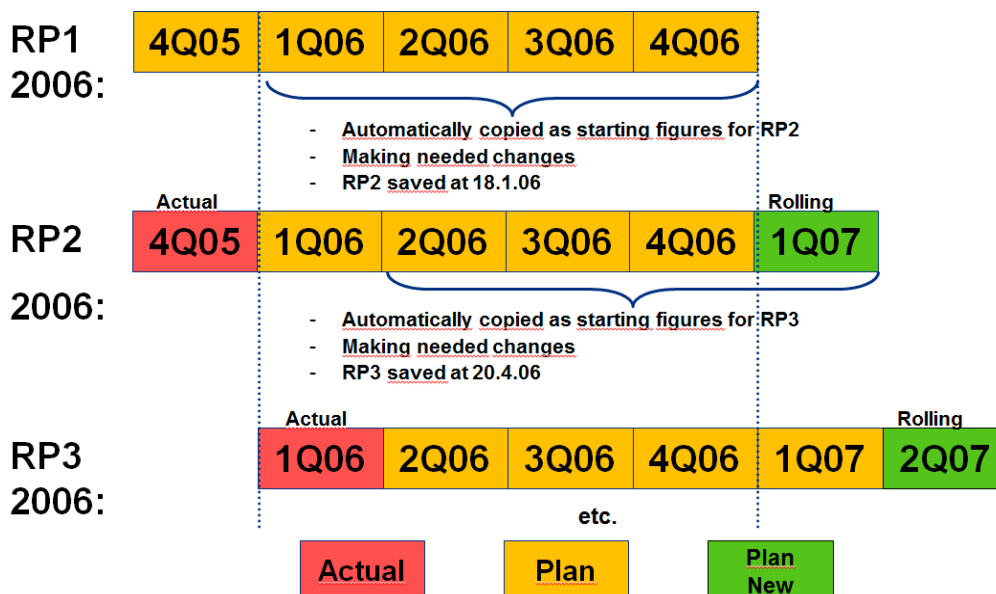 RP1
2006:
4Q05 1Q06 2Q06 3Q06 4Q06
- Automatically copied as starting figures for RP2
- Making needed changes
- RP2 saved at 18.1.06
Actual Rolling
RP2
2006:
4Q05 1Q06 2Q06 3Q06 4Q06 1Q07
- Automatically copied as starting figures for RP3
- Making needed changes
- RP3 saved at 20.4.06
Actual Rolling
RP3
2006:
1Q06 2Q06 3Q06 4Q06 1Q07 2Q07
etc.
Actual Plan Plan
New